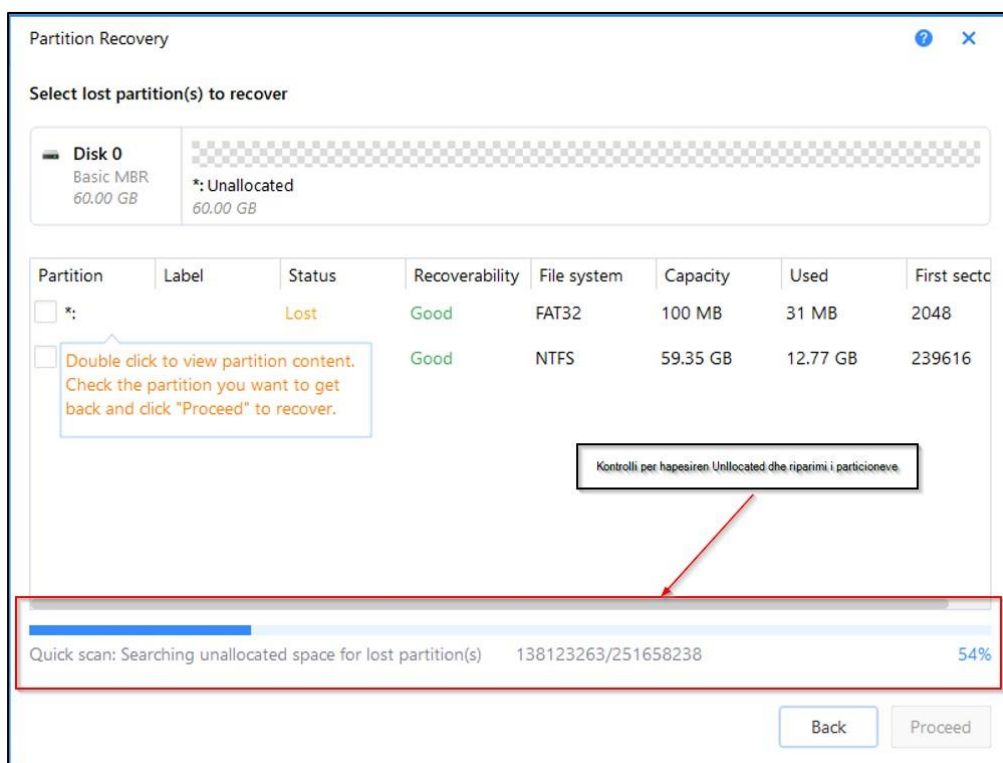 Partition Recovery
Select lost partition(s) to recover
Disk 0
Basic MBR
60.00 GB
*: Unallocated
60.00 GB
Partition Label Status Recoverability File system Capacity Used First secto
*: Lost Good FAT32 100 MB 31 MB 2048
Good NTFS 59.35 GB 12.77 GB 239616
Double click to view partition content.
Check the partition you want to get
back and click "Proceed" to recover.
Kontrolli per hapesiren Unllocated dhe riparimi i particioneve
Quick scan: Searching unallocated space for lost partition(s) 138123263/251658238 54%
Back Proceed